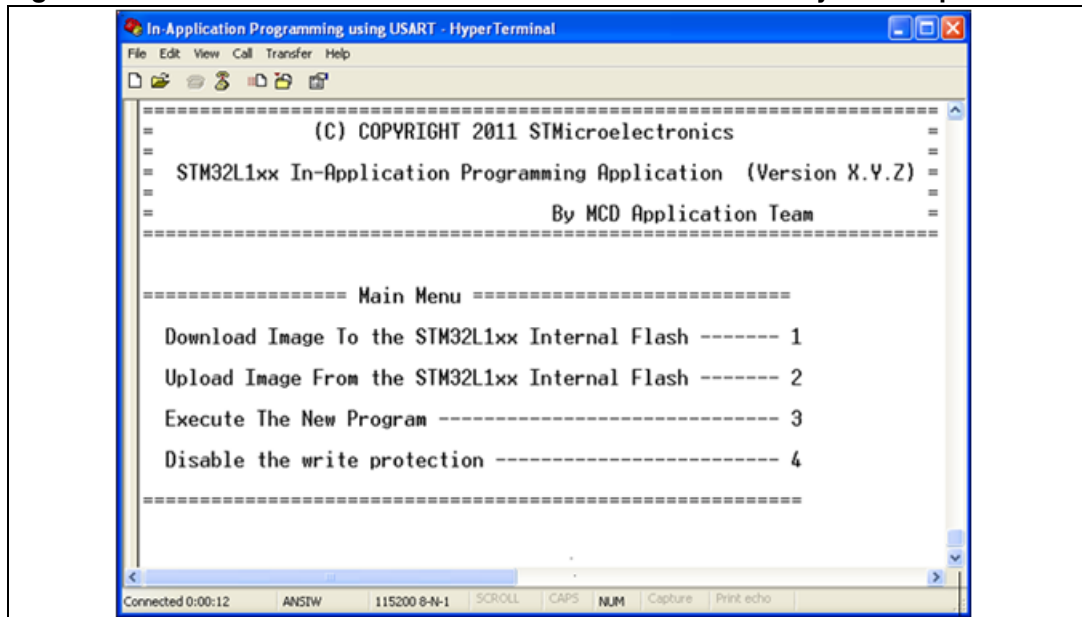 In-Application Programming using USART - HyperTerminal
File Edit View Call Transfer Help
======================================================================
= (C) COPYRIGHT 2011 STMicroelectronics =
= =
= STM32L1xx In-Application Programming Application (Version X.Y.Z) =
= =
= By MCD Application Team =
======================================================================
================== Main Menu ============================
Download Image To the STM32L1xx Internal Flash ------- 1
Upload Image From the STM32L1xx Internal Flash ------- 2
Execute The New Program ------------------------------ 3
Disable the write protection ------------------------- 4
==========================================================
Connected 0:00:12 ANSIW 115200 8-N-1 SCROLL CAPS NUM Capture Print echo